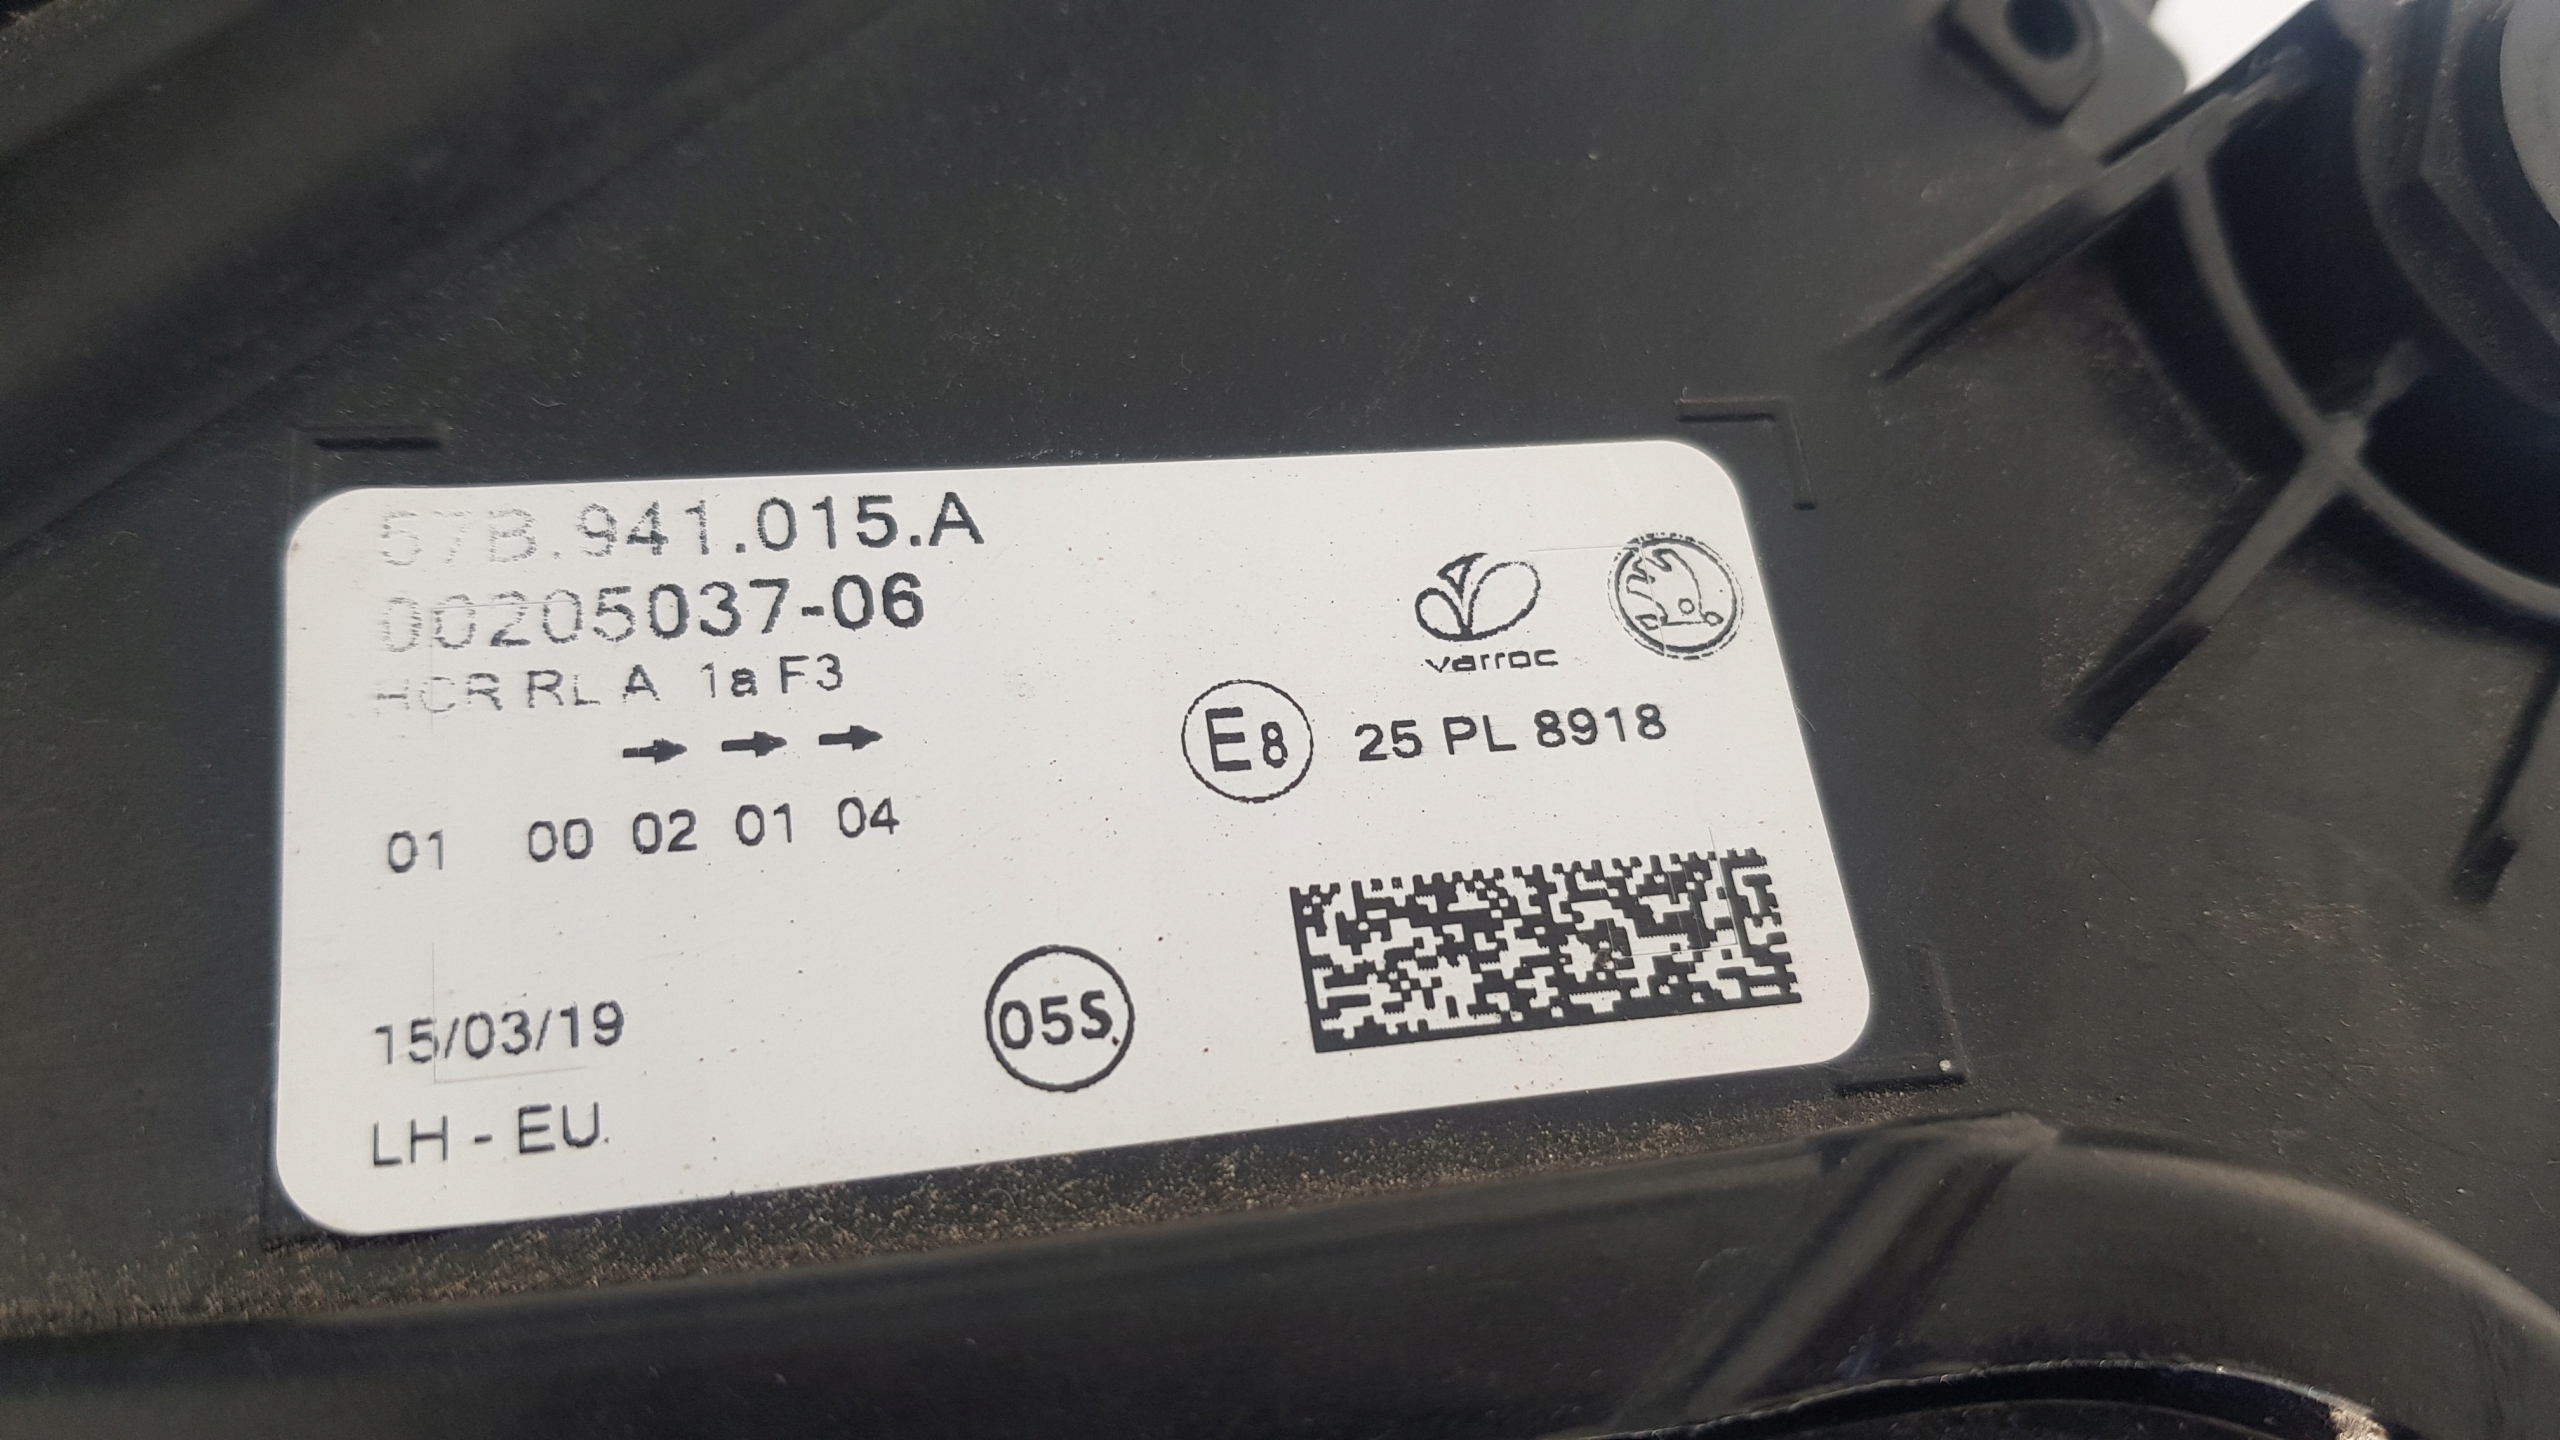 57B.941.015.A
00205037-06
HCR RL A 1a F3
→ → →
01 00 02 01 04
15/03/19
LH - EU
varroc
E8 25 PL 8918
05S